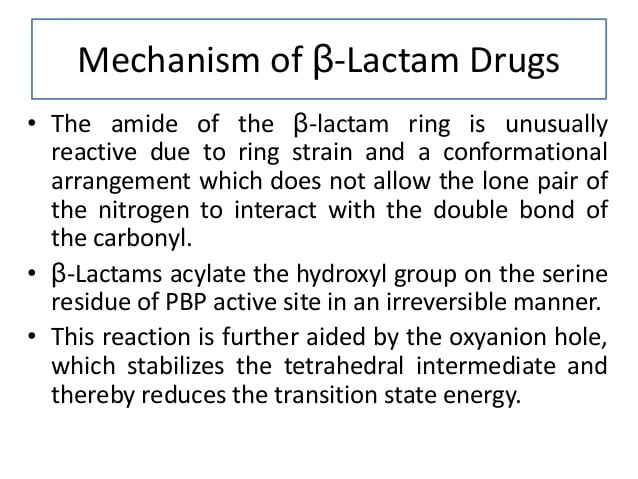 Mechanism of β-Lactam Drugs
• The amide of the β-lactam ring is unusually
reactive due to ring strain and a conformational
arrangement which does not allow the lone pair of
the nitrogen to interact with the double bond of
the carbonyl.
• β-Lactams acylate the hydroxyl group on the serine
residue of PBP active site in an irreversible manner.
• This reaction is further aided by the oxyanion hole,
which stabilizes the tetrahedral intermediate and
thereby reduces the transition state energy.